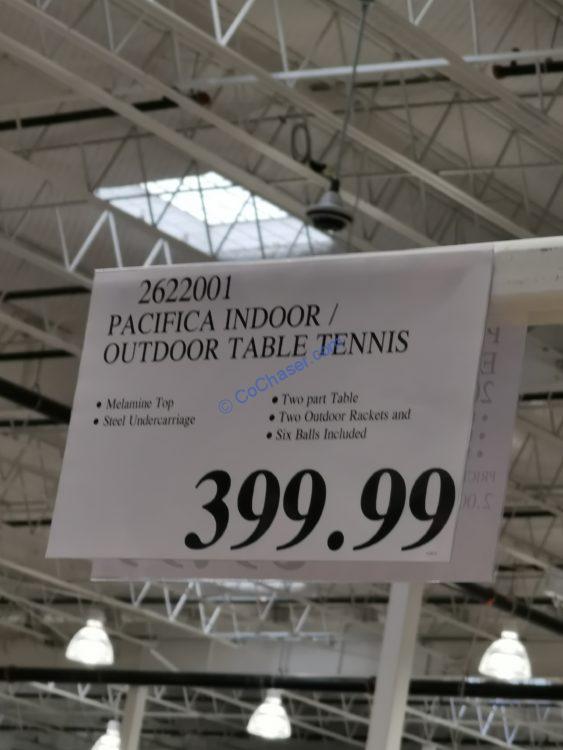 2622001
PACIFICA INDOOR /
OUTDOOR TABLE TENNIS
• Melamine Top
• Steel Undercarriage
• Two part Table
• Two Outdoor Rackets and
• Six Balls Included
399.99
© CoChaser.com